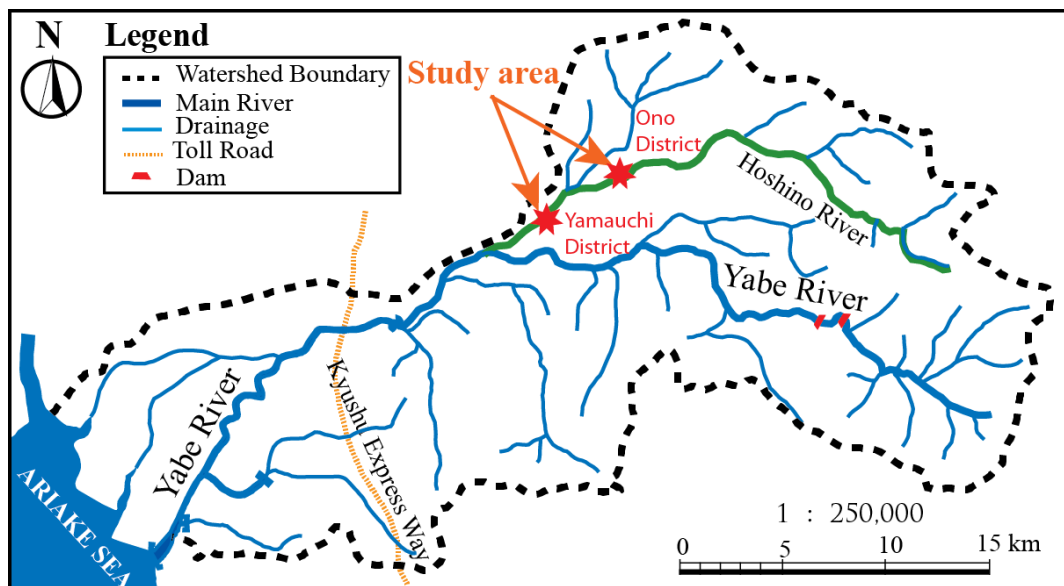 N
Legend
Watershed Boundary
Main River
Drainage
Toll Road
Dam
Study area
Ono
District
Yamauchi
District
Hoshino River
Yabe River
Yabe River
Kyushu Express Way
ARIAKE SEA
1 : 250,000
0 5 10 15 km